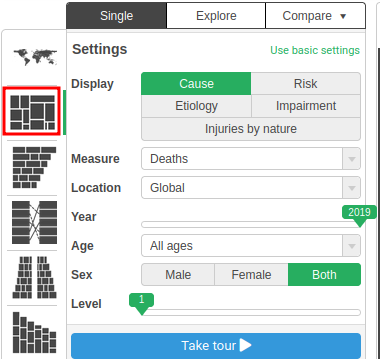 Single Explore Compare
Settings Use basic settings
Display Cause Risk
Etiology Impairment
Injuries by nature
Measure Deaths
Location Global
Year 2019
Age All ages
Sex Male Female Both
Level 1
Take tour